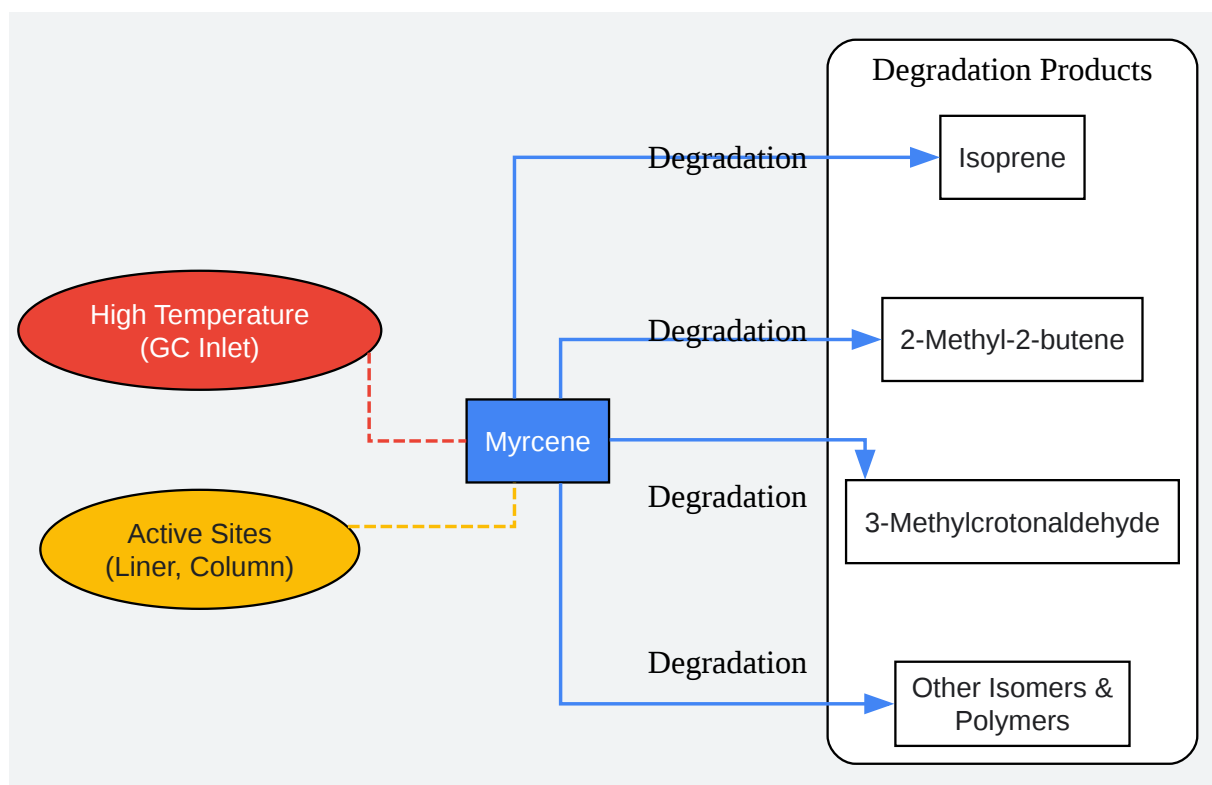 Degradation Products
Degradation
Isoprene
High Temperature
(GC Inlet)
Degradation
2-Methyl-2-butene
Myrcene
Degradation
3-Methylcrotonaldehyde
Active Sites
(Liner, Column)
Degradation
Other Isomers &
Polymers